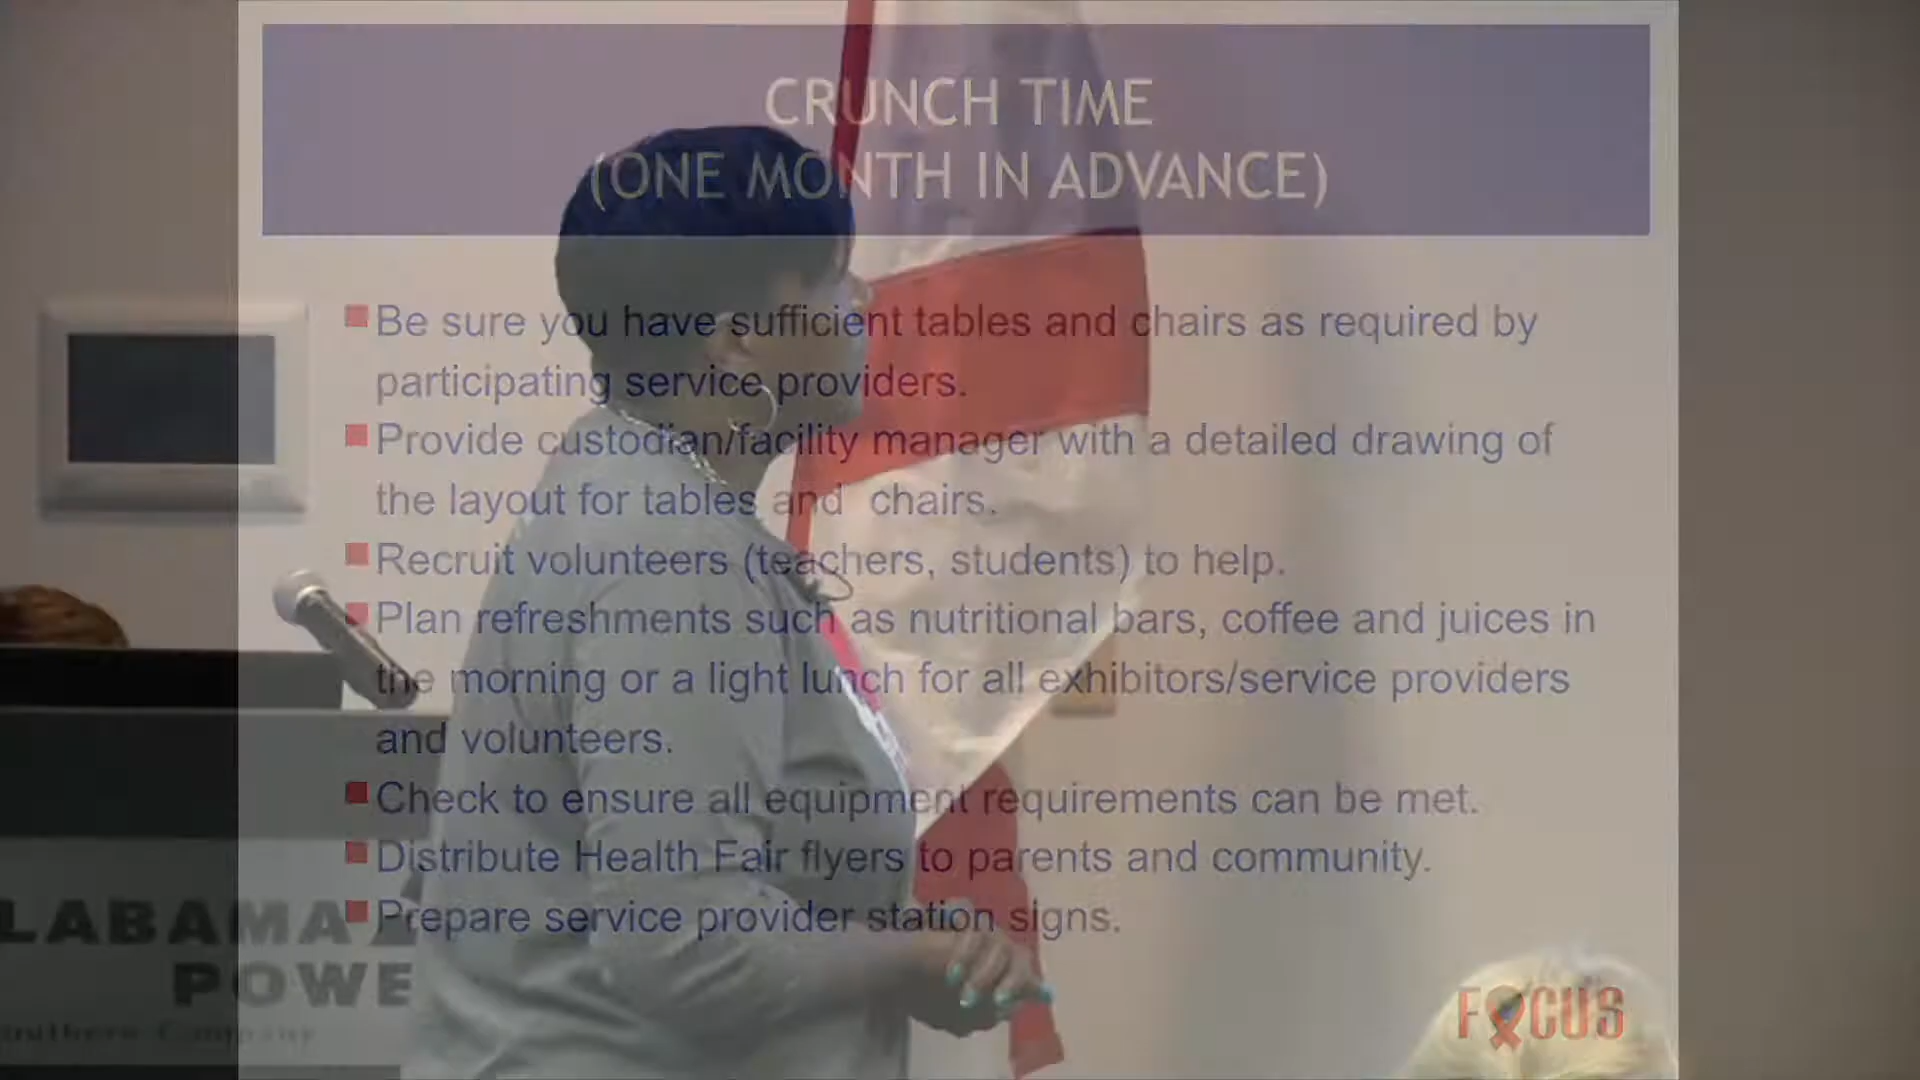 CRUNCH TIME
(ONE MONTH IN ADVANCE)
Be sure you have sufficient tables and chairs as required by
participating service providers.
Provide custodian/facility manager with a detailed drawing of
the layout for tables and chairs.
Recruit volunteers (teachers, students) to help.
Plan refreshments such as nutritional bars, coffee and juices in
the morning or a light lunch for all exhibitors/service providers
and volunteers.
Check to ensure all equipment requirements can be met.
Distribute Health Fair flyers to parents and community.
Prepare service provider station signs.
LABAMA
POWE
outhern Company
FOCUS